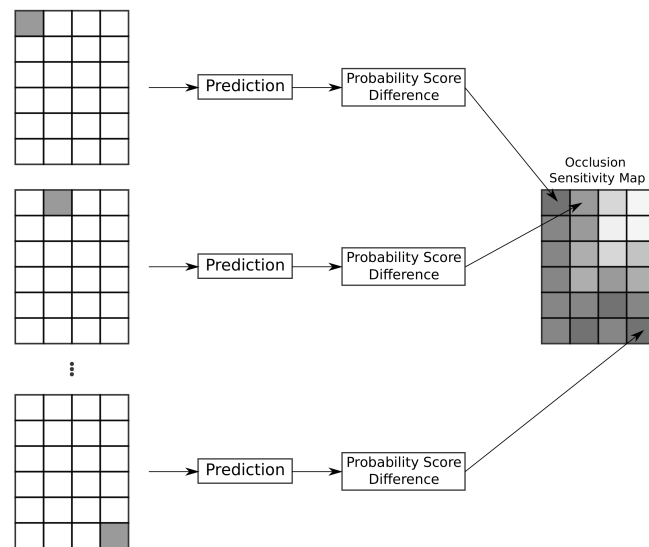 Prediction
Probability Score
Difference
Occlusion
Sensitivity Map
Prediction
Probability Score
Difference
Prediction
Probability Score
Difference